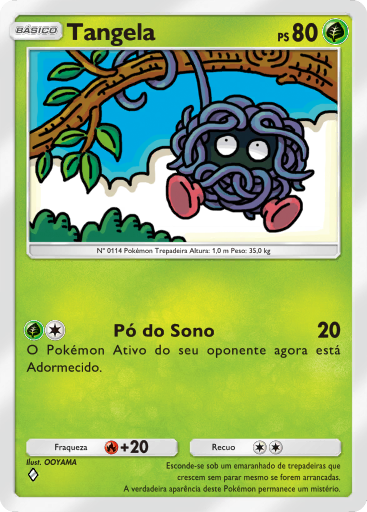 BÁSICO Tangela PS 80
Nº 0114 Pokémon Trepadeira Altura: 1,0 m Peso: 35,0 kg
Pó do Sono 20
O Pokémon Ativo do seu oponente agora está
Adormecido.
Fraqueza +20 Recuo
Ilust. OOYAMA
Esconde-se sob um emaranhado de trepadeiras que
crescem sem parar mesmo se forem arrancadas.
A verdadeira aparência deste Pokémon permanece um mistério.